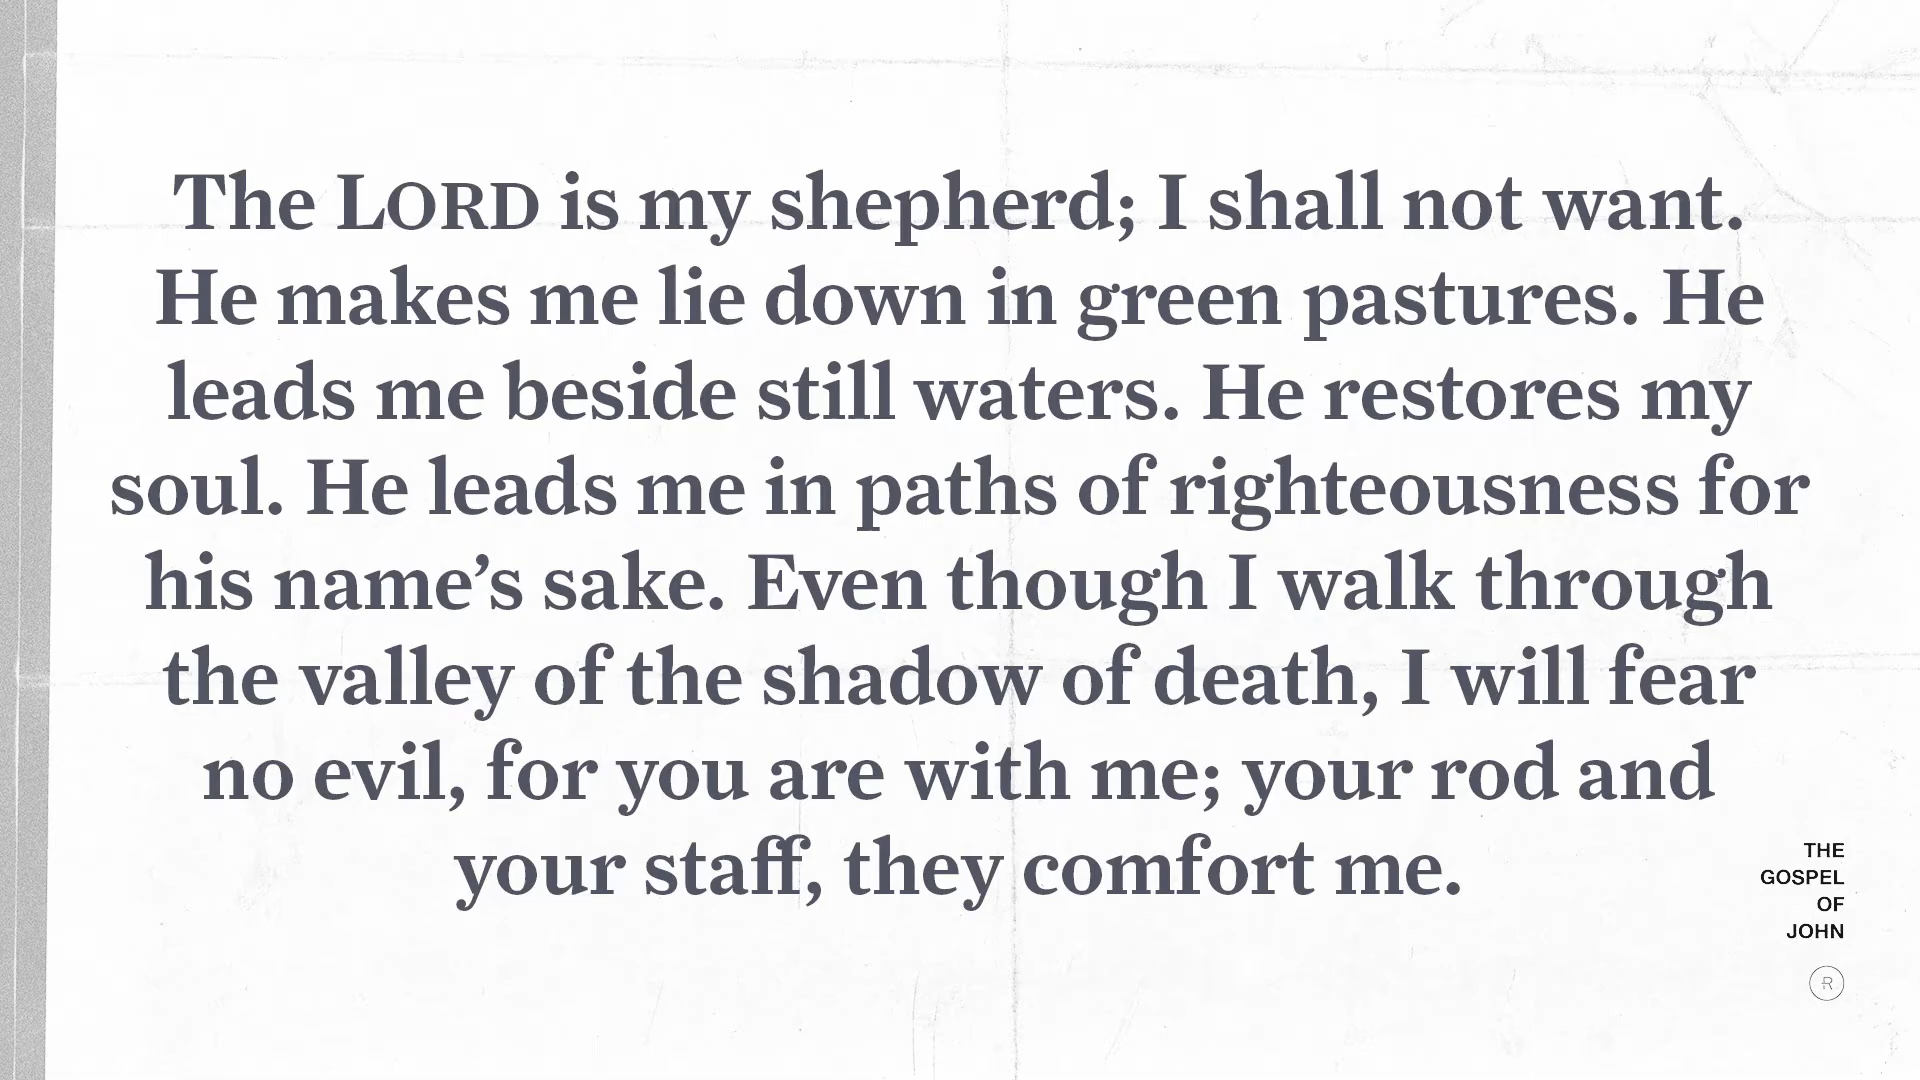 The LORD is my shepherd; I shall not want.
He makes me lie down in green pastures. He
leads me beside still waters. He restores my
soul. He leads me in paths of righteousness for
his name’s sake. Even though I walk through
the valley of the shadow of death, I will fear
no evil, for you are with me; your rod and
your staff, they comfort me.
THE
GOSPEL
OF
JOHN
R